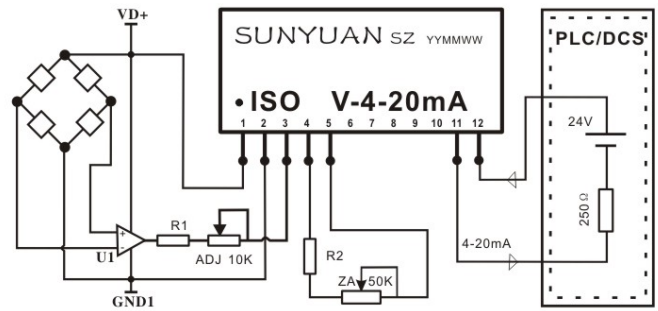 VD+
SUNYUAN SZ YYMMWW
PLC/DCS
• ISO V-4-20mA
1 2 3 4 5 6 7 8 9 10 11 12
24V
250Ω
R1
+
-
U1
ADJ 10K
R2
4-20mA
ZA 50K
GND1